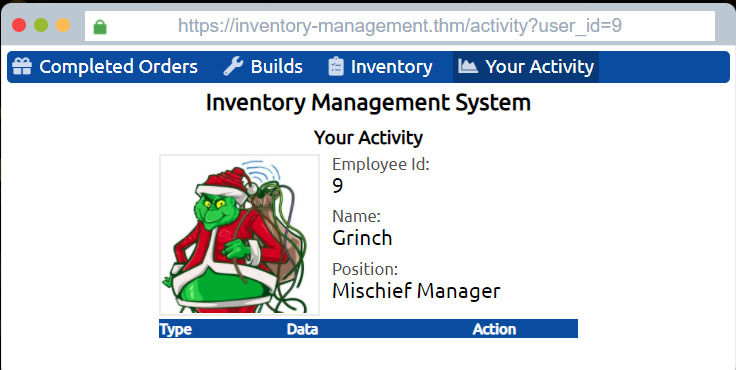 https://inventory-management.thm/activity?user_id=9
Completed Orders Builds Inventory Your Activity
Inventory Management System
Your Activity
Employee Id:
9
Name:
Grinch
Position:
Mischief Manager
Type Data Action